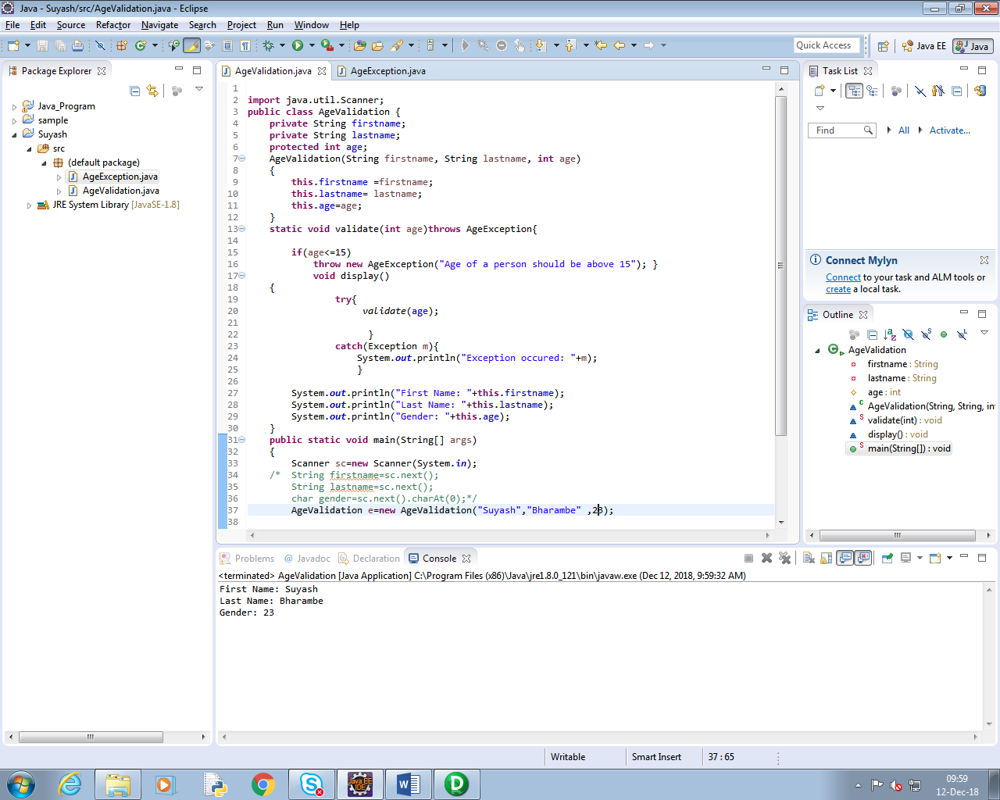 Java - Suyash/src/AgeValidation.java - Eclipse
File Edit Source Refactor Navigate Search Project Run Window Help
Quick Access
Java EE
Java
Package Explorer
Java_Program
sample
Suyash
src
(default package)
AgeException.java
AgeValidation.java
JRE System Library [JavaSE-1.8]
AgeValidation.java
AgeException.java
1
2 import java.util.Scanner;
3 public class AgeValidation {
4 private String firstname;
5 private String lastname;
6 protected int age;
7 AgeValidation(String firstname, String lastname, int age)
8 {
9 this.firstname =firstname;
10 this.lastname= lastname;
11 this.age=age;
12 }
13 static void validate(int age)throws AgeException{
14
15 if(age<=15)
16 throw new AgeException("Age of a person should be above 15"); }
17 void display()
18 {
19 try{
20 validate(age);
21
22 }
23 catch(Exception m){
24 System.out.println("Exception occured: "+m);
25 }
26
27 System.out.println("First Name: "+this.firstname);
28 System.out.println("Last Name: "+this.lastname);
29 System.out.println("Gender: "+this.age);
30 }
31 public static void main(String[] args)
32 {
33 Scanner sc=new Scanner(System.in);
34 /* String firstname=sc.next();
35 String lastname=sc.next();
36 char gender=sc.next().charAt(0);*/
37 AgeValidation e=new AgeValidation("Suyash","Bharambe" ,23);
38
Task List
Find
All
Activate...
Connect Mylyn
Connect to your task and ALM tools or
create a local task.
Outline
AgeValidation
firstname : String
lastname : String
age : int
AgeValidation(String, String, in
validate(int) : void
display() : void
main(String[]) : void
Problems
Javadoc
Declaration
Console
<terminated> AgeValidation [Java Application] C:\Program Files (x86)\Java\jre1.8.0_121\bin\javaw.exe (Dec 12, 2018, 9:59:32 AM)
First Name: Suyash
Last Name: Bharambe
Gender: 23
Writable
Smart Insert
37 : 65
Java EE
IDE
09:59
12-Dec-18